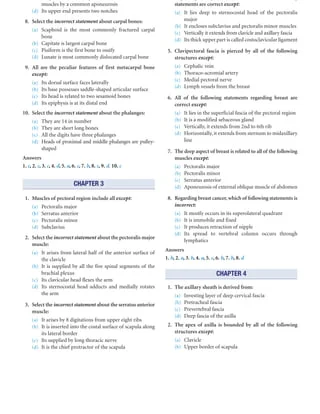 muscles by a common aponeurosis
(d) Its upper end presents two notches
8. Select the incorrect statement about carpal bones:
(a) Scaphoid is the most commonly fractured carpal
bone
(b) Capitate is largest carpal bone
(c) Pisiform is the first bone to ossify
(d) Lunate is most commonly dislocated carpal bone
9. All are the peculiar features of first metacarpal bone
except:
(a) Its dorsal surface faces laterally
(b) Its base possesses saddle-shaped articular surface
(c) Its head is related to two sesamoid bones
(d) Its epiphysis is at its distal end
10. Select the incorrect statement about the phalanges:
(a) They are 14 in number
(b) They are short long bones
(c) All the digits have three phalanges
(d) Heads of proximal and middle phalanges are pulley-
shaped
Answers
CHAPTER 3
1. Muscles of pectoral region include all except:
(a) Pectoralis major
(b) Serratus anterior
(c) Pectoralis minor
(d) Subclavius.
2. Select the incorrect statement about the pectoralis major
muscle:
(a) It arises from lateral half of the anterior surface of
the clavicle
(b) It is supplied by all the five spinal segments of the
brachial plexus
(c) Its clavicular head flexes the arm
(d) Its sternocostal head adducts and medially rotates
the arm
3. Select the incorrect statement about the serratus anterior
muscle:
(a) It arises by 8 digitations from upper eight ribs
(b) It is inserted into the costal surface of scapula along
its lateral border
(c) Its supplied by long thoracic nerve
(d) It is the chief protractor of the scapula
statements are correct except:
(a) It lies deep to sternocostal head of the pectoralis
major
(b) It encloses subclavius and pectoralis minor muscles
(c) Vertically it extends from clavicle and axillary fascia
(d) Its thick upper part is called costoclavicular ligament
5. Clavipectoral fascia is pierced by all of the following
structures except:
(a) Cephalic vein
(b) Thoraco-acromial artery
(c) Medial pectoral nerve
(d) Lymph vessels from the breast
6. All of the following statements regarding breast are
correct except:
(a) It lies in the superficial fascia of the pectoral region
(b) It is a modified sebaceous gland
(c) Vertically, it extends from 2nd to 6th rib
(d) Horizontally, it extends from sternum to midaxillary
line
7. The deep aspect of breast is related to all of the following
muscles except:
(a) Pectoralis major
(b) Pectoralis minor
(c) Serratus anterior
(d) Aponeurosis of external oblique muscle of abdomen
8. Regarding breast cancer, which of following statements is
incorrect:
(a) It mostly occurs in its superolateral quadrant
(b) It is immobile and fixed
(c) It produces retraction of nipple
(d) Its spread to vertebral column occurs through
lymphatics
Answers
CHAPTER 4
1. The axillary sheath is derived from:
(a) Investing layer of deep cervical fascia
(b) Pretracheal fascia
(c) Prevertebral fascia
(d) Deep fascia of the axilla
2. The apex of axilla is bounded by all of the following
structures except:
(a) Clavicle
(b) Upper border of scapula